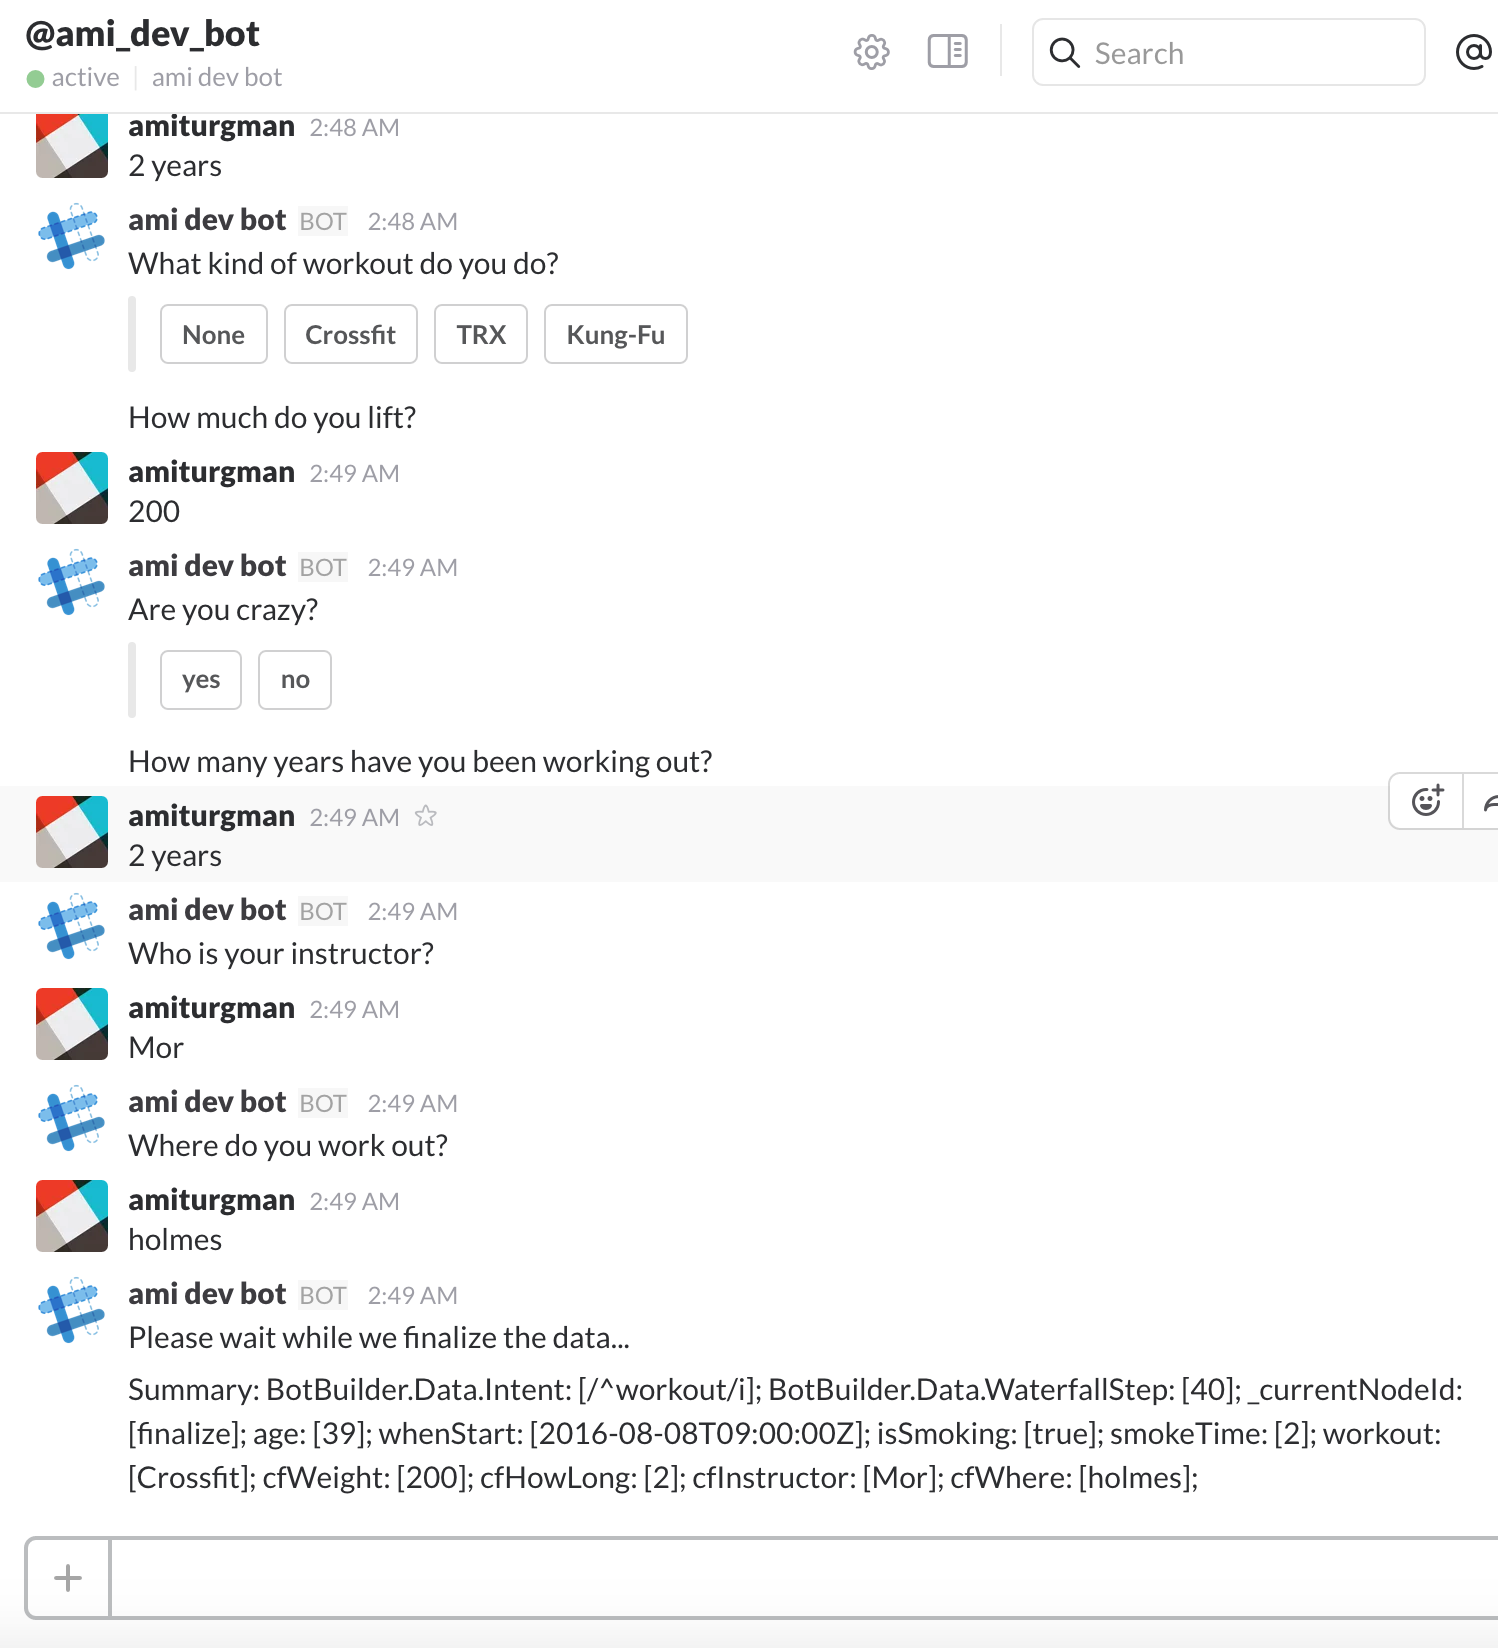 @ami_dev_bot
active | ami dev bot
Search
amiturgman 2:48 AM
2 years
ami dev bot BOT 2:48 AM
What kind of workout do you do?
None Crossfit TRX Kung-Fu
How much do you lift?
amiturgman 2:49 AM
200
ami dev bot BOT 2:49 AM
Are you crazy?
yes no
How many years have you been working out?
amiturgman 2:49 AM
2 years
ami dev bot BOT 2:49 AM
Who is your instructor?
amiturgman 2:49 AM
Mor
ami dev bot BOT 2:49 AM
Where do you work out?
amiturgman 2:49 AM
holmes
ami dev bot BOT 2:49 AM
Please wait while we finalize the data...
Summary: BotBuilder.Data.Intent: [/^workout/i]; BotBuilder.Data.WaterfallStep: [40]; _currentNodeId:
[finalize]; age: [39]; whenStart: [2016-08-08T09:00:00Z]; isSmoking: [true]; smokeTime: [2]; workout:
[Crossfit]; cfWeight: [200]; cfHowLong: [2]; cfInstructor: [Mor]; cfWhere: [holmes];